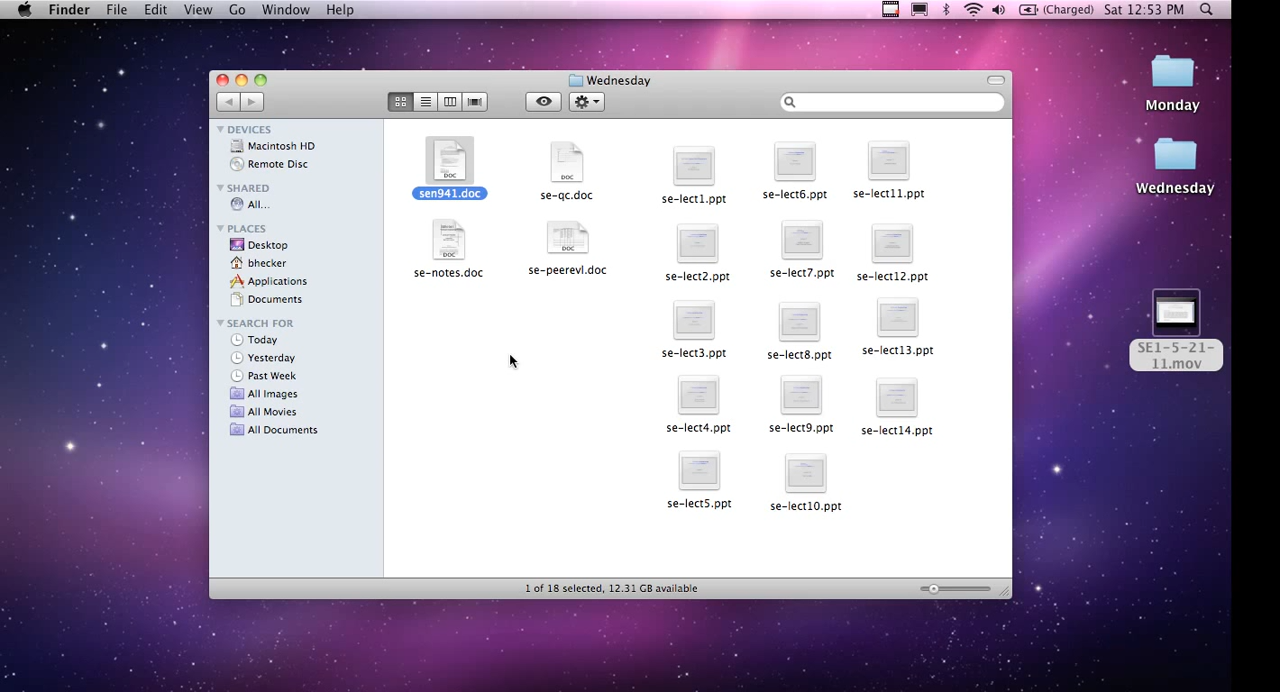 Finder File Edit View Go Window Help (Charged) Sat 12:53 PM
Wednesday
DEVICES
Macintosh HD
Remote Disc
SHARED
All...
PLACES
Desktop
bhecker
Applications
Documents
SEARCH FOR
Today
Yesterday
Past Week
All Images
All Movies
All Documents
DOC DOC
sen941.doc se-qc.doc se-lect1.ppt se-lect6.ppt se-lect11.ppt
DOC DOC
se-notes.doc se-peerevl.doc se-lect2.ppt se-lect7.ppt se-lect12.ppt
se-lect3.ppt se-lect8.ppt se-lect13.ppt
se-lect4.ppt se-lect9.ppt se-lect14.ppt
se-lect5.ppt se-lect10.ppt
1 of 18 selected, 12.31 GB available
Monday
Wednesday
SE1-5-21-
11.mov